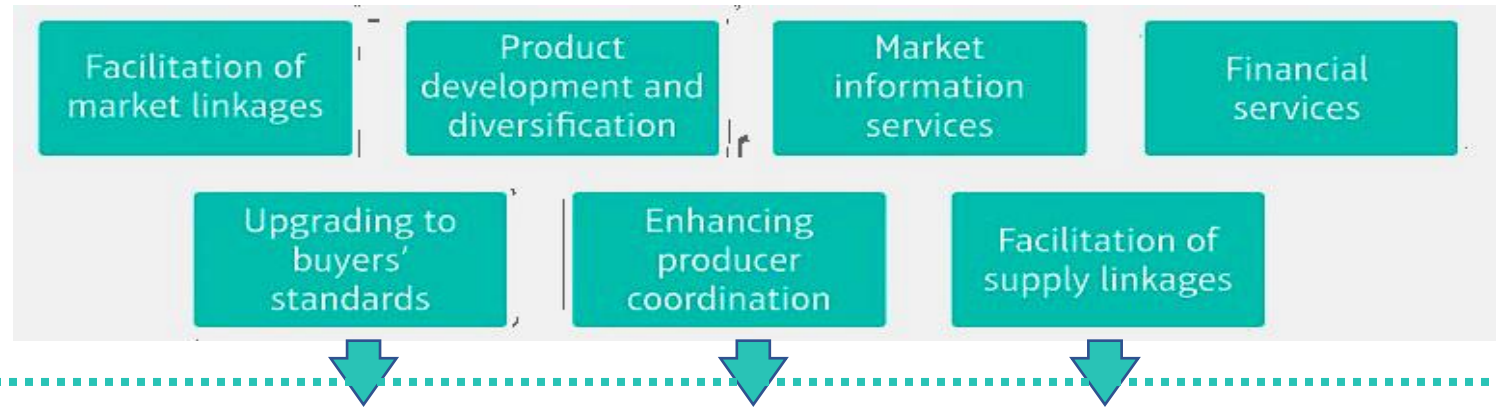 Facilitation of
market linkages
Product
development and
diversification
Market
information
services
Financial
services
Upgrading to
buyers'
standards
Enhancing
producer
coordination
Facilitation of
supply linkages